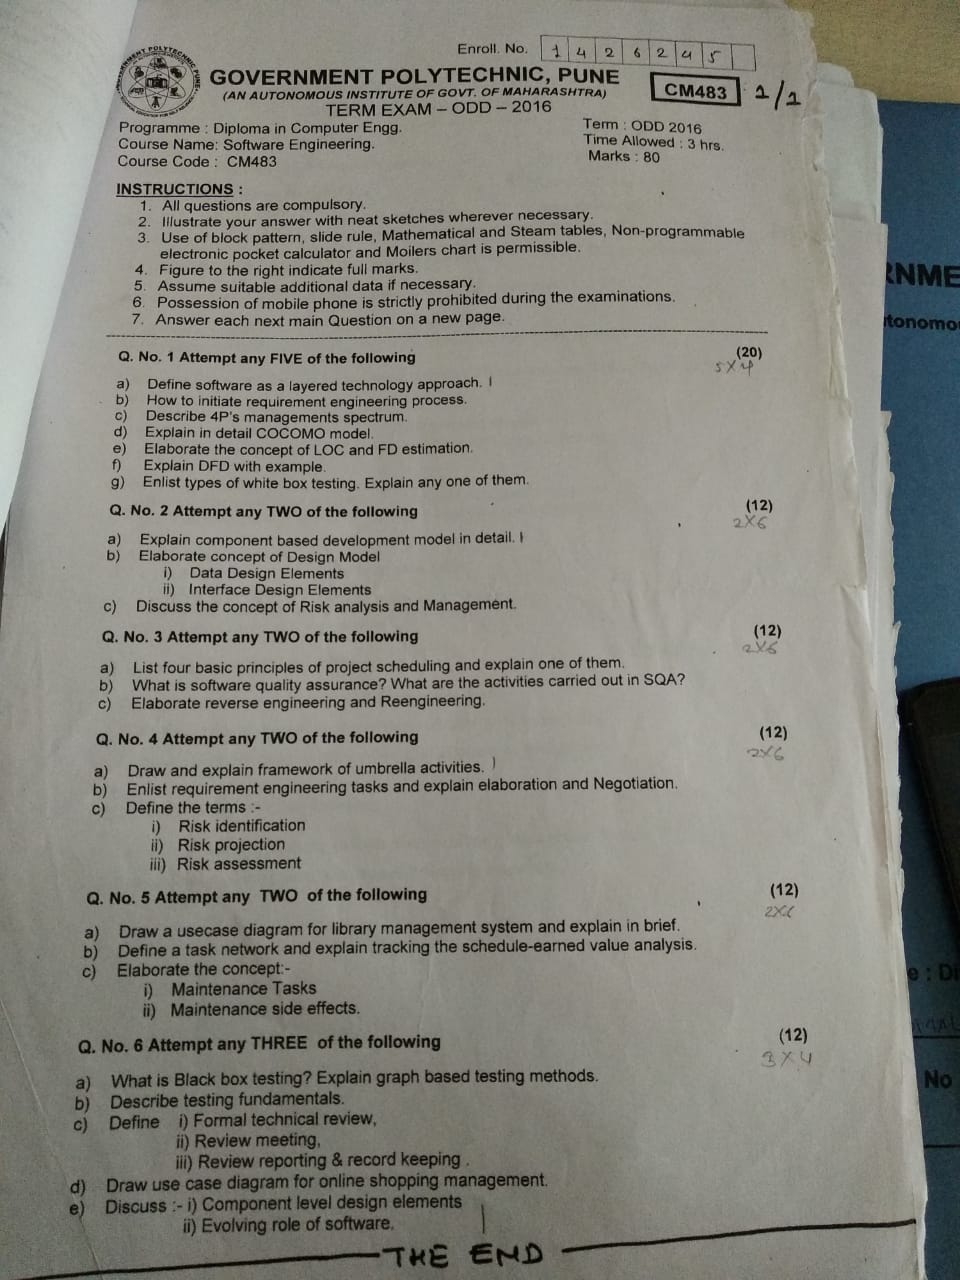 Enroll. No. 1 4 2 6 2 4 5
GOVERNMENT POLYTECHNIC, PUNE
(AN AUTONOMOUS INSTITUTE OF GOVT. OF MAHARASHTRA)
CM483
TERM EXAM – ODD – 2016
Programme : Diploma in Computer Engg.
Term : ODD 2016
Course Name: Software Engineering.
Time Allowed : 3 hrs.
Course Code : CM483
Marks : 80
INSTRUCTIONS :
1. All questions are compulsory.
2. Illustrate your answer with neat sketches wherever necessary.
3. Use of block pattern, slide rule, Mathematical and Steam tables, Non-programmable
electronic pocket calculator and Moilers chart is permissible.
4. Figure to the right indicate full marks.
5. Assume suitable additional data if necessary.
6. Possession of mobile phone is strictly prohibited during the examinations.
7. Answer each next main Question on a new page.
Q. No. 1 Attempt any FIVE of the following (20)
5X4
a) Define software as a layered technology approach.
b) How to initiate requirement engineering process.
c) Describe 4P's managements spectrum.
d) Explain in detail COCOMO model.
e) Elaborate the concept of LOC and FD estimation.
f) Explain DFD with example.
g) Enlist types of white box testing. Explain any one of them.
Q. No. 2 Attempt any TWO of the following (12)
2X6
a) Explain component based development model in detail.
b) Elaborate concept of Design Model
i) Data Design Elements
ii) Interface Design Elements
c) Discuss the concept of Risk analysis and Management.
Q. No. 3 Attempt any TWO of the following (12)
2X6
a) List four basic principles of project scheduling and explain one of them.
b) What is software quality assurance? What are the activities carried out in SQA?
c) Elaborate reverse engineering and Reengineering.
Q. No. 4 Attempt any TWO of the following (12)
2X6
a) Draw and explain framework of umbrella activities.
b) Enlist requirement engineering tasks and explain elaboration and Negotiation.
c) Define the terms :-
i) Risk identification
ii) Risk projection
iii) Risk assessment
Q. No. 5 Attempt any TWO of the following (12)
2X6
a) Draw a usecase diagram for library management system and explain in brief.
b) Define a task network and explain tracking the schedule-earned value analysis.
c) Elaborate the concept:-
i) Maintenance Tasks
ii) Maintenance side effects.
Q. No. 6 Attempt any THREE of the following (12)
3X4
a) What is Black box testing? Explain graph based testing methods.
b) Describe testing fundamentals.
c) Define i) Formal technical review,
ii) Review meeting,
iii) Review reporting & record keeping .
d) Draw use case diagram for online shopping management.
e) Discuss :- i) Component level design elements
ii) Evolving role of software.
THE END
RNME
tonomo
e : Di
No